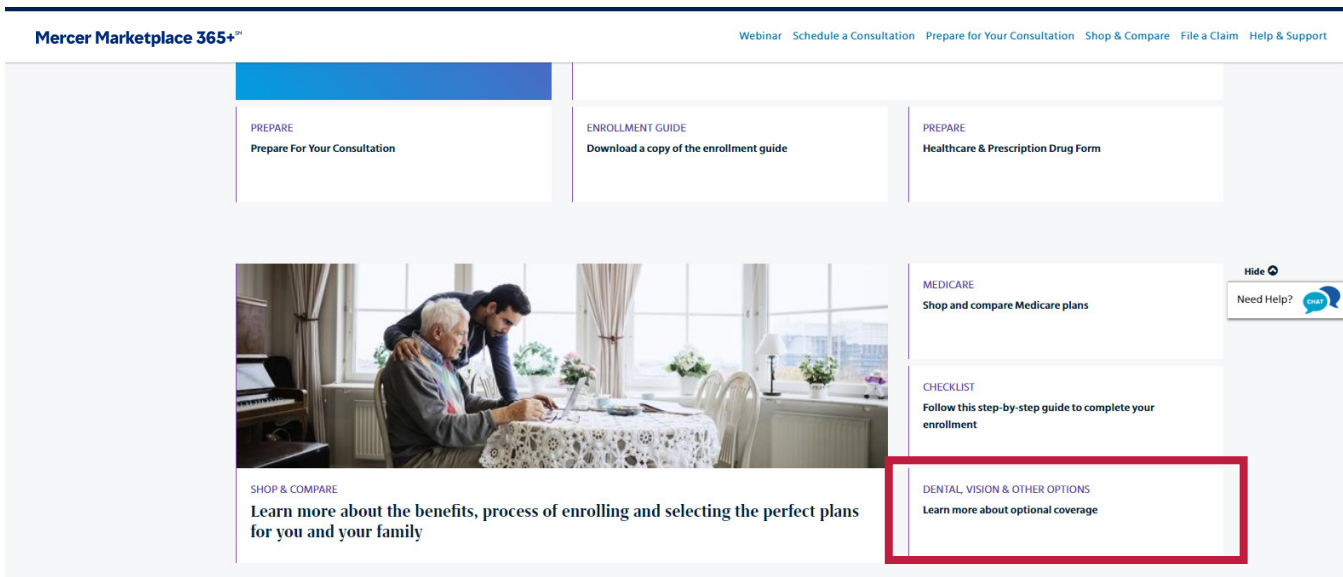 Mercer Marketplace 365+℠
Webinar Schedule a Consultation Prepare for Your Consultation Shop & Compare File a Claim Help & Support
PREPARE
Prepare For Your Consultation
ENROLLMENT GUIDE
Download a copy of the enrollment guide
PREPARE
Healthcare & Prescription Drug Form
Hide
Need Help? CHAT
MEDICARE
Shop and compare Medicare plans
CHECKLIST
Follow this step-by-step guide to complete your
enrollment
SHOP & COMPARE
Learn more about the benefits, process of enrolling and selecting the perfect plans
for you and your family
DENTAL, VISION & OTHER OPTIONS
Learn more about optional coverage